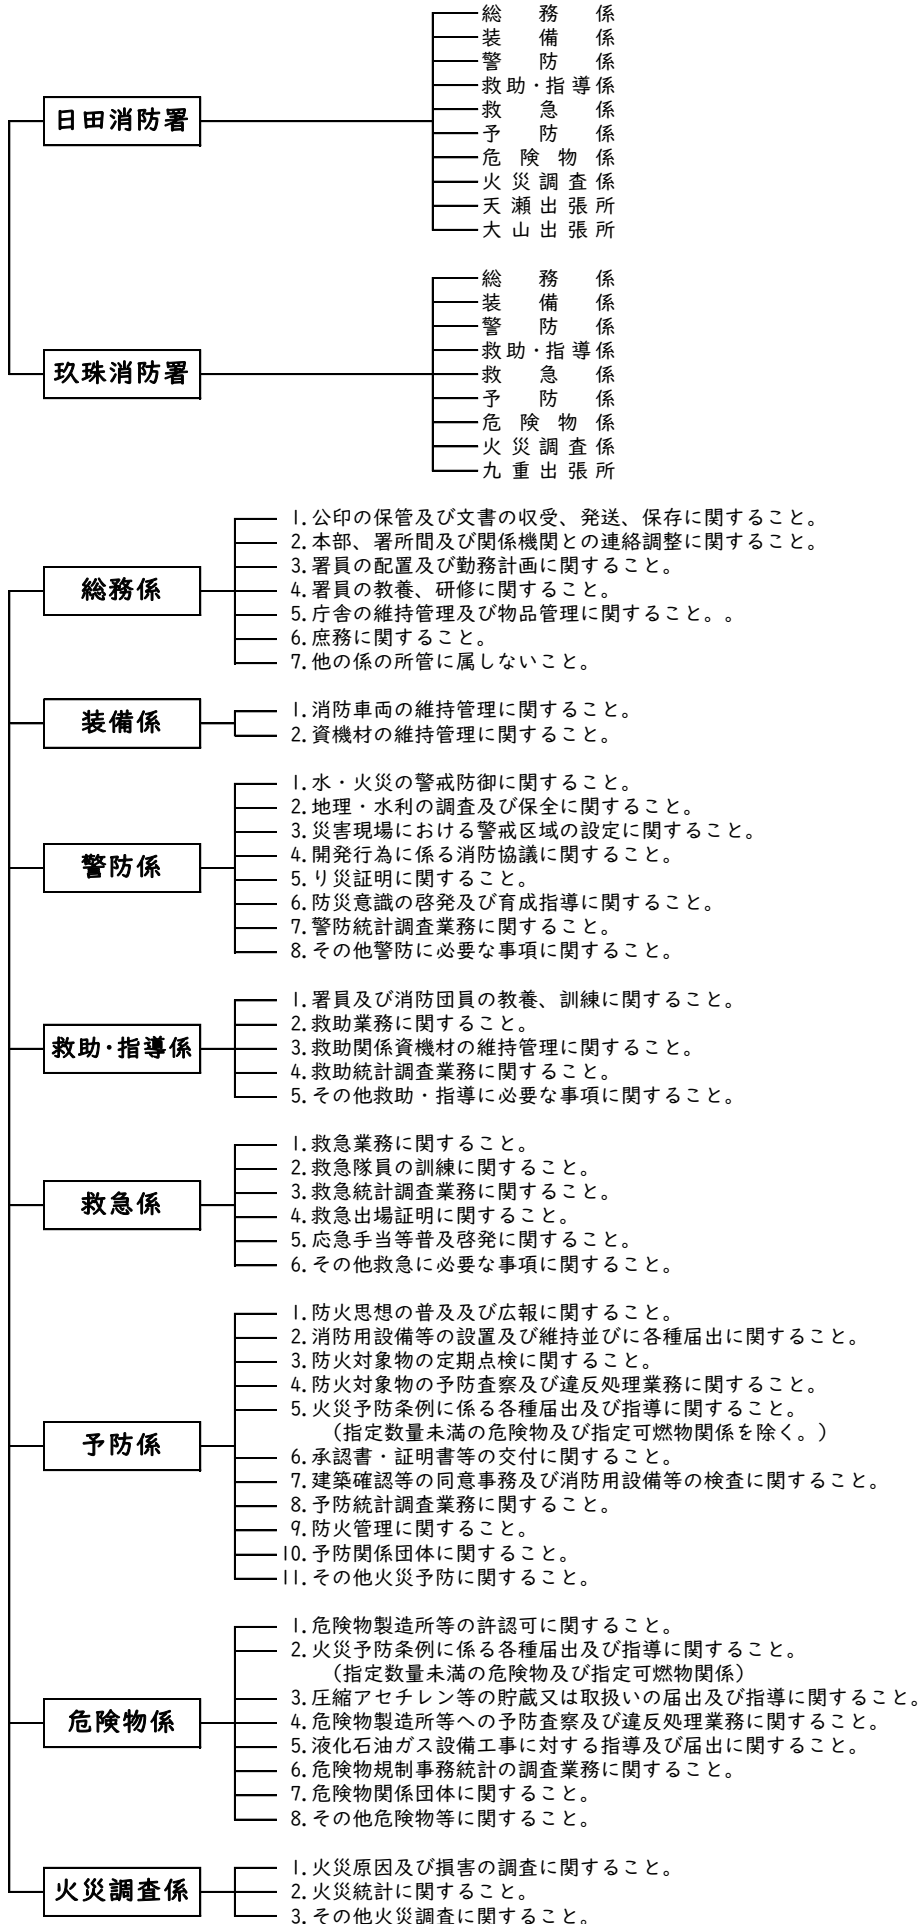 日田消防署
総務係
装備係
警防係
救助・指導係
救急係
予防係
危険物係
火災調査係
天瀬出張所
大山出張所
玖珠消防署
総務係
装備係
警防係
救助・指導係
救急係
予防係
危険物係
火災調査係
九重出張所
総務係
1.公印の保管及び文書の収受、発送、保存に関すること。
2.本部、署所間及び関係機関との連絡調整に関すること。
3.署員の配置及び勤務計画に関すること。
4.署員の教養、研修に関すること。
5.庁舎の維持管理及び物品管理に関すること。。
6.庶務に関すること。
7.他の係の所管に属しないこと。
装備係
1.消防車両の維持管理に関すること。
2.資機材の維持管理に関すること。
警防係
1.水・火災の警戒防御に関すること。
2.地理・水利の調査及び保全に関すること。
3.災害現場における警戒区域の設定に関すること。
4.開発行為に係る消防協議に関すること。
5.り災証明に関すること。
6.防災意識の啓発及び育成指導に関すること。
7.警防統計調査業務に関すること。
8.その他警防に必要な事項に関すること。
救助・指導係
1.署員及び消防団員の教養、訓練に関すること。
2.救助業務に関すること。
3.救助関係資機材の維持管理に関すること。
4.救助統計調査業務に関すること。
5.その他救助・指導に必要な事項に関すること。
救急係
1.救急業務に関すること。
2.救急隊員の訓練に関すること。
3.救急統計調査業務に関すること。
4.救急出場証明に関すること。
5.応急手当等普及啓発に関すること。
6.その他救急に必要な事項に関すること。
予防係
1.防火思想の普及及び広報に関すること。
2.消防用設備等の設置及び維持並びに各種届出に関すること。
3.防火対象物の定期点検に関すること。
4.防火対象物の予防査察及び違反処理業務に関すること。
5.火災予防条例に係る各種届出及び指導に関すること。
(指定数量未満の危険物及び指定可燃物関係を除く。)
6.承認書・証明書等の交付に関すること。
7.建築確認等の同意事務及び消防用設備等の検査に関すること。
8.予防統計調査業務に関すること。
9.防火管理に関すること。
10.予防関係団体に関すること。
11.その他火災予防に関すること。
危険物係
1.危険物製造所等の許認可に関すること。
2.火災予防条例に係る各種届出及び指導に関すること。
(指定数量未満の危険物及び指定可燃物関係)
3.圧縮アセチレン等の貯蔵又は取扱いの届出及び指導に関すること。
4.危険物製造所等への予防査察及び違反処理業務に関すること。
5.液化石油ガス設備工事に対する指導及び届出に関すること。
6.危険物規制事務統計の調査業務に関すること。
7.危険物関係団体に関すること。
8.その他危険物等に関すること。
火災調査係
1.火災原因及び損害の調査に関すること。
2.火災統計に関すること。
3.その他火災調査に関すること。